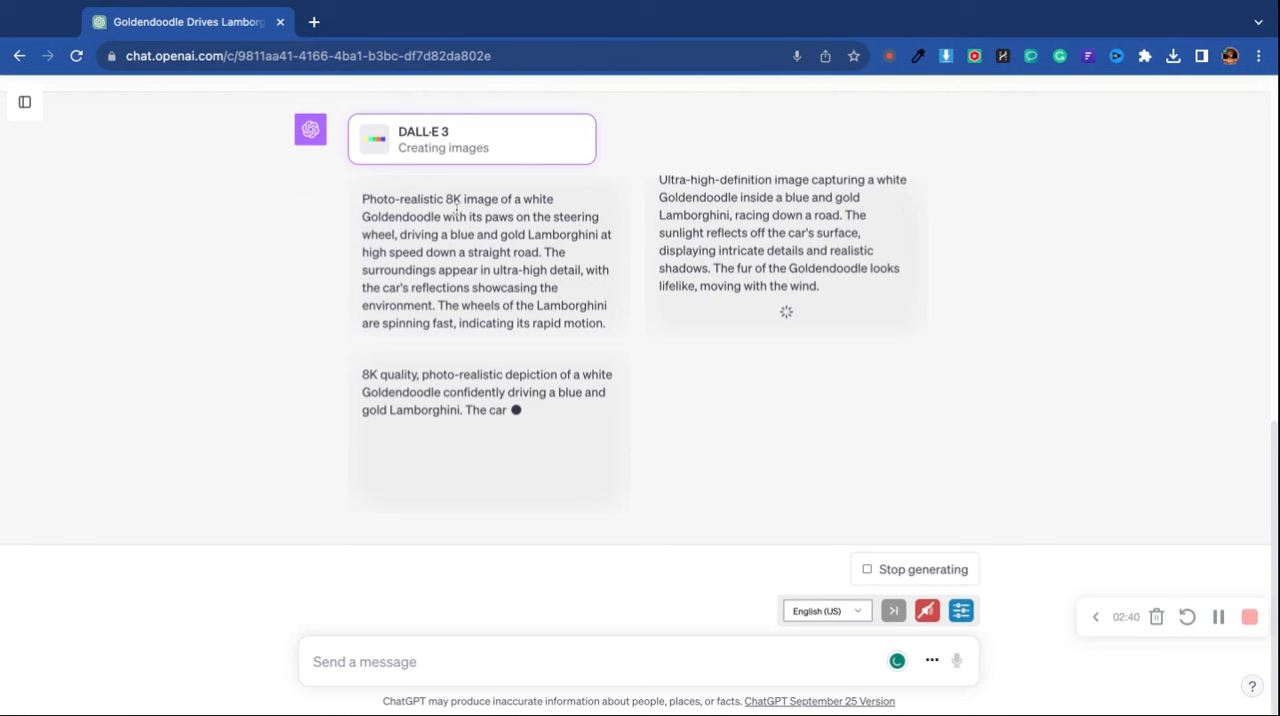 Goldendoodle Drives Lamborg
chat.openai.com/c/9811aa41-4166-4ba1-b3bc-df7d82da802e
DALL·E 3
Creating images
Photo-realistic 8K image of a white
Goldendoodle with its paws on the steering
wheel, driving a blue and gold Lamborghini at
high speed down a straight road. The
surroundings appear in ultra-high detail, with
the car's reflections showcasing the
environment. The wheels of the Lamborghini
are spinning fast, indicating its rapid motion.
Ultra-high-definition image capturing a white
Goldendoodle inside a blue and gold
Lamborghini, racing down a road. The
sunlight reflects off the car's surface,
displaying intricate details and realistic
shadows. The fur of the Goldendoodle looks
lifelike, moving with the wind.
8K quality, photo-realistic depiction of a white
Goldendoodle confidently driving a blue and
gold Lamborghini. The car
Stop generating
English (US)
02:40
Send a message
ChatGPT may produce inaccurate information about people, places, or facts. ChatGPT September 25 Version
?